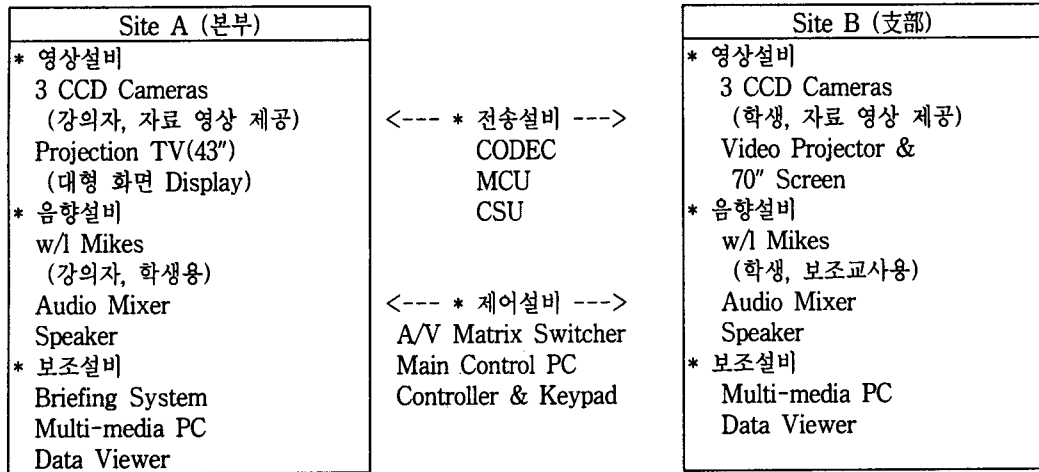 Site A (본부)
* 영상설비
3 CCD Cameras
(강의자, 자료 영상 제공)
Projection TV(43″)
(대형 화면 Display)
* 음향설비
w/l Mikes
(강의자, 학생용)
Audio Mixer
Speaker
* 보조설비
Briefing System
Multi-media PC
Data Viewer
<--- * 전송설비 --->
CODEC
MCU
CSU
<--- * 제어설비 --->
A/V Matrix Switcher
Main Control PC
Controller & Keypad
Site B (支部)
* 영상설비
3 CCD Cameras
(학생, 자료 영상 제공)
Video Projector &
70″ Screen
* 음향설비
w/l Mikes
(학생, 보조교사용)
Audio Mixer
Speaker
* 보조설비
Multi-media PC
Data Viewer